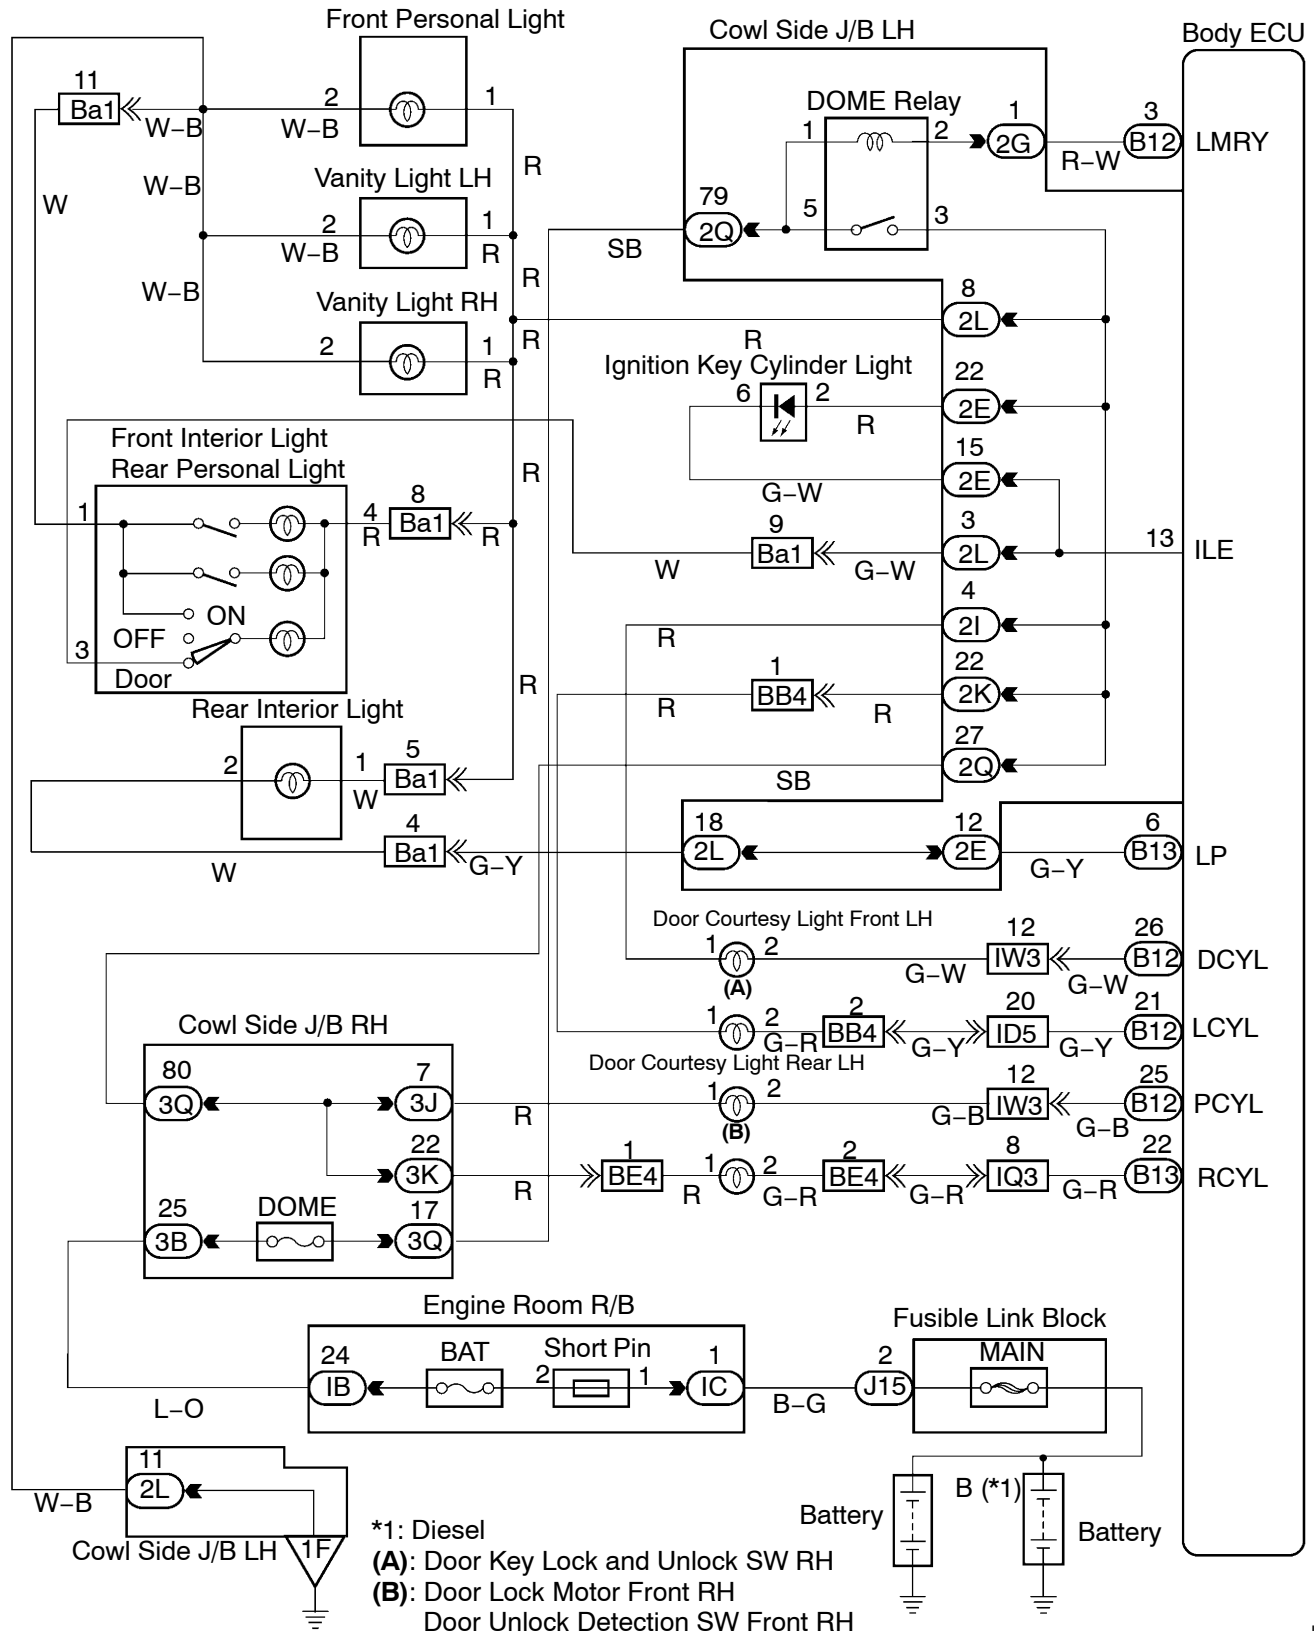 Front Personal Light
Cowl Side J/B LH
Body ECU
11
Ba1
W–B
2
W–B
1
DOME Relay
1
2
1
2G
3
B12
LMRY
R–W
R
W–B
W
Vanity Light LH
2
W–B
1
R
79
2Q
5
3
SB
R
W–B
Vanity Light RH
2
1
R
R
8
2L
R
Ignition Key Cylinder Light
6
2
R
22
2E
15
2E
G–W
Front Interior Light
Rear Personal Light
R
1
4
R
8
Ba1
R
9
Ba1
W
G–W
3
2L
13
ILE
ON
OFF
3
Door
4
2I
R
1
BB4
R
R
22
2K
R
Rear Interior Light
2
1
W
5
Ba1
27
2Q
SB
4
Ba1
W
G–Y
18
2L
12
2E
G–Y
6
B13
LP
Door Courtesy Light Front LH
1
2
(A)
G–W
12
IW3
G–W
26
B12
DCYL
Cowl Side J/B RH
1
2
G–R
2
BB4
G–Y
20
ID5
G–Y
21
B12
LCYL
Door Courtesy Light Rear LH
80
3Q
7
3J
R
1
2
(B)
G–B
12
IW3
G–B
25
B12
PCYL
22
3K
R
1
BE4
R
1
2
G–R
2
BE4
G–R
8
IQ3
G–R
22
B13
RCYL
25
3B
DOME
17
3Q
Engine Room R/B
Fusible Link Block
24
IB
BAT
Short Pin
2
1
1
IC
B–G
2
J15
MAIN
L–O
11
2L
W–B
Cowl Side J/B LH
1F
Battery
B (*1)
Battery
*1: Diesel
(A): Door Key Lock and Unlock SW RH
(B): Door Lock Motor Front RH
Door Unlock Detection SW Front RH